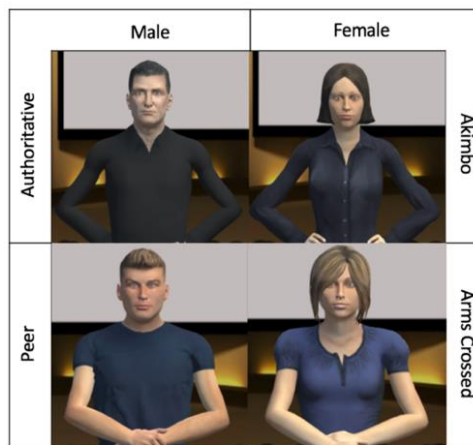 Male
Female
Authoritative
Akimbo
Peer
Arms Crossed